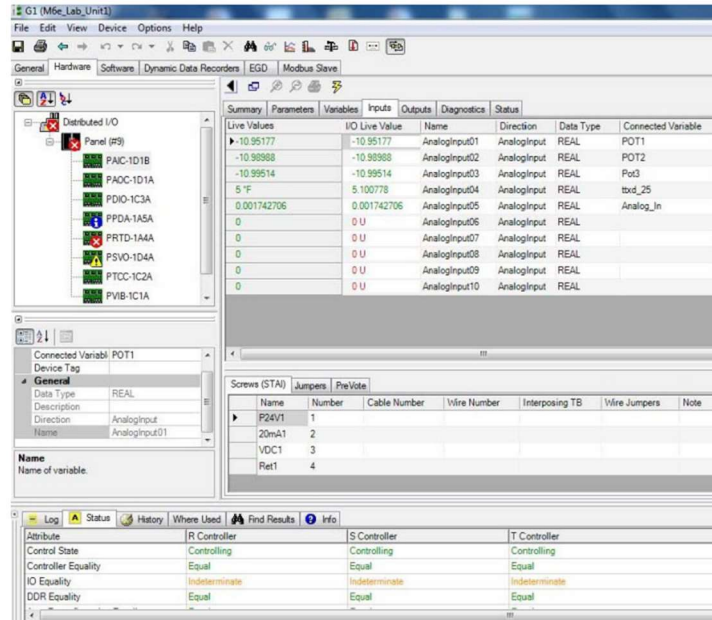 G1 (M6e_Lab_Unit1)
File Edit View Device Options Help
General Hardware Software Dynamic Data Recorders EGD Modbus Slave
Distributed I/O
Panel (#9)
PAIC-1D1B
PAOC-1D1A
PDIO-1C3A
PPDA-1A5A
PRTD-1A4A
PSVO-1D4A
PTCC-1C2A
PVIB-1C1A
Summary Parameters Variables Inputs Outputs Diagnostics Status
Live Values I/O Live Value Name Direction Data Type Connected Variable
-10.95177 -10.95177 AnalogInput01 AnalogInput REAL POT1
-10.98988 -10.98988 AnalogInput02 AnalogInput REAL POT2
-10.99514 -10.99514 AnalogInput03 AnalogInput REAL Pot3
5 °F 5.100778 AnalogInput04 AnalogInput REAL ttxd_25
0.001742706 0.001742706 AnalogInput05 AnalogInput REAL Analog_In
0 0 U AnalogInput06 AnalogInput REAL
0 0 U AnalogInput07 AnalogInput REAL
0 0 U AnalogInput08 AnalogInput REAL
0 0 U AnalogInput09 AnalogInput REAL
0 0 U AnalogInput10 AnalogInput REAL
Connected Variabl POT1
Device Tag
General
Data Type REAL
Description
Direction AnalogInput
Name AnalogInput01
Name
Name of variable.
Screws (STAI) Jumpers PreVote
Name Number Cable Number Wire Number Interposing TB Wire Jumpers Note
P24V1 1
20mA1 2
VDC1 3
Ret1 4
Log Status History Where Used Find Results Info
Attribute R Controller S Controller T Controller
Control State Controlling Controlling Controlling
Controller Equality Equal Equal Equal
IO Equality Indeterminate Indeterminate Indeterminate
DDR Equality Equal Equal Equal